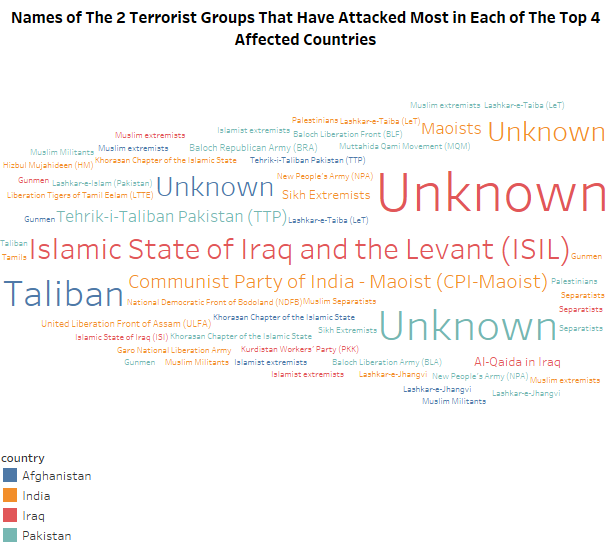 Names of The 2 Terrorist Groups That Have Attacked Most in Each of The Top 4
Affected Countries
Muslim extremists Lashkar-e-Taiba (LeT)
Palestinians Lashkar-e-Taiba (LeT) Maoists Unknown
Islamist extremists Baloch Liberation Front (BLF)
Muslim extremists
Muslim Militants Muslim extremists Baloch Republican Army (BRA) Muttahida Qami Movement (MQM)
Hizbul Mujahideen (HM) Khorasan Chapter of the Islamic State Tehrik-i-Taliban Pakistan (TTP)
Gunmen Lashkar-e-Islam (Pakistan) Unknown New People's Army (NPA) Unknown
Liberation Tigers of Tamil Eelam (LTTE) Sikh Extremists
Gunmen Tehrik-i-Taliban Pakistan (TTP) Lashkar-e-Taiba (LeT)
Taliban Islamic State of Iraq and the Levant (ISIL)
Tamils Gunmen
Taliban Communist Party of India - Maoist (CPI-Maoist) Palestinians
National Democratic Front of Bodoland (NDFB) Muslim Separatists Separatists
Khorasan Chapter of the Islamic State Separatists
United Liberation Front of Assam (ULFA) Sikh Extremists Unknown Separatists
Islamic State of Iraq (ISI) Khorasan Chapter of the Islamic State
Garo National Liberation Army Kurdistan Workers' Party (PKK)
Gunmen Muslim Militants Islamist extremists Baloch Liberation Army (BLA) Al-Qaida in Iraq
Islamist extremists Lashkar-e-Jhangvi New People's Army (NPA) Muslim extremists
Lashkar-e-Jhangvi Lashkar-e-Jhangvi
Muslim Militants
country
Afghanistan
India
Iraq
Pakistan